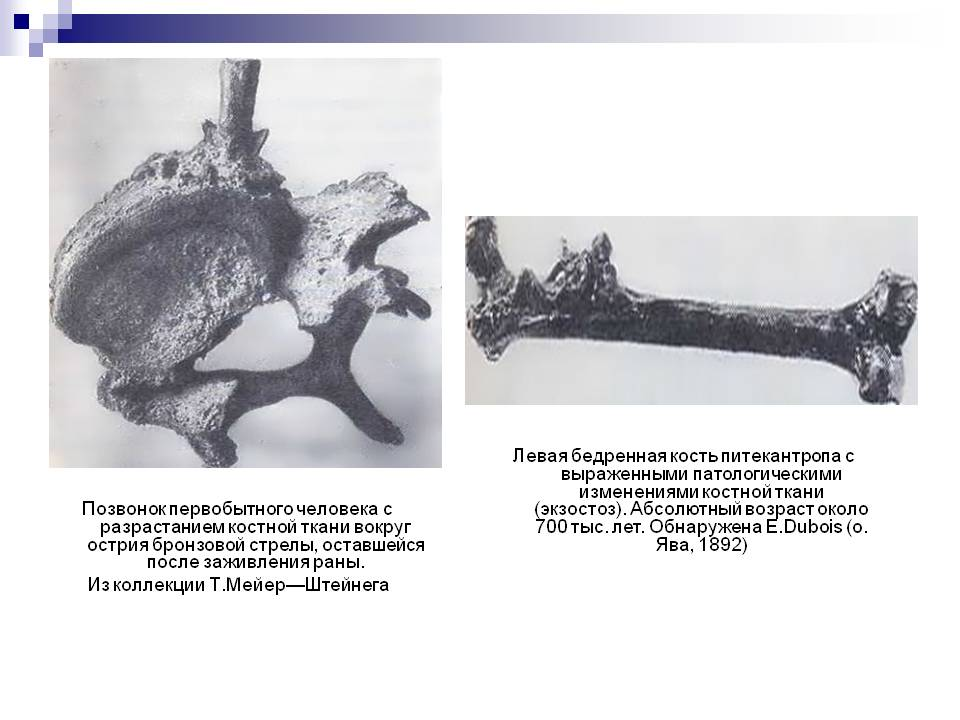 Позвонок первобытного человека с
разрастанием костной ткани вокруг
острия бронзовой стрелы, оставшейся
после заживления раны.
Из коллекции Т.Мейер—Штейнега
Левая бедренная кость питекантропа с
выраженными патологическими
изменениями костной ткани
(экзостоз). Абсолютный возраст около
700 тыс. лет. Обнаружена E.Dubois (о.
Ява, 1892)